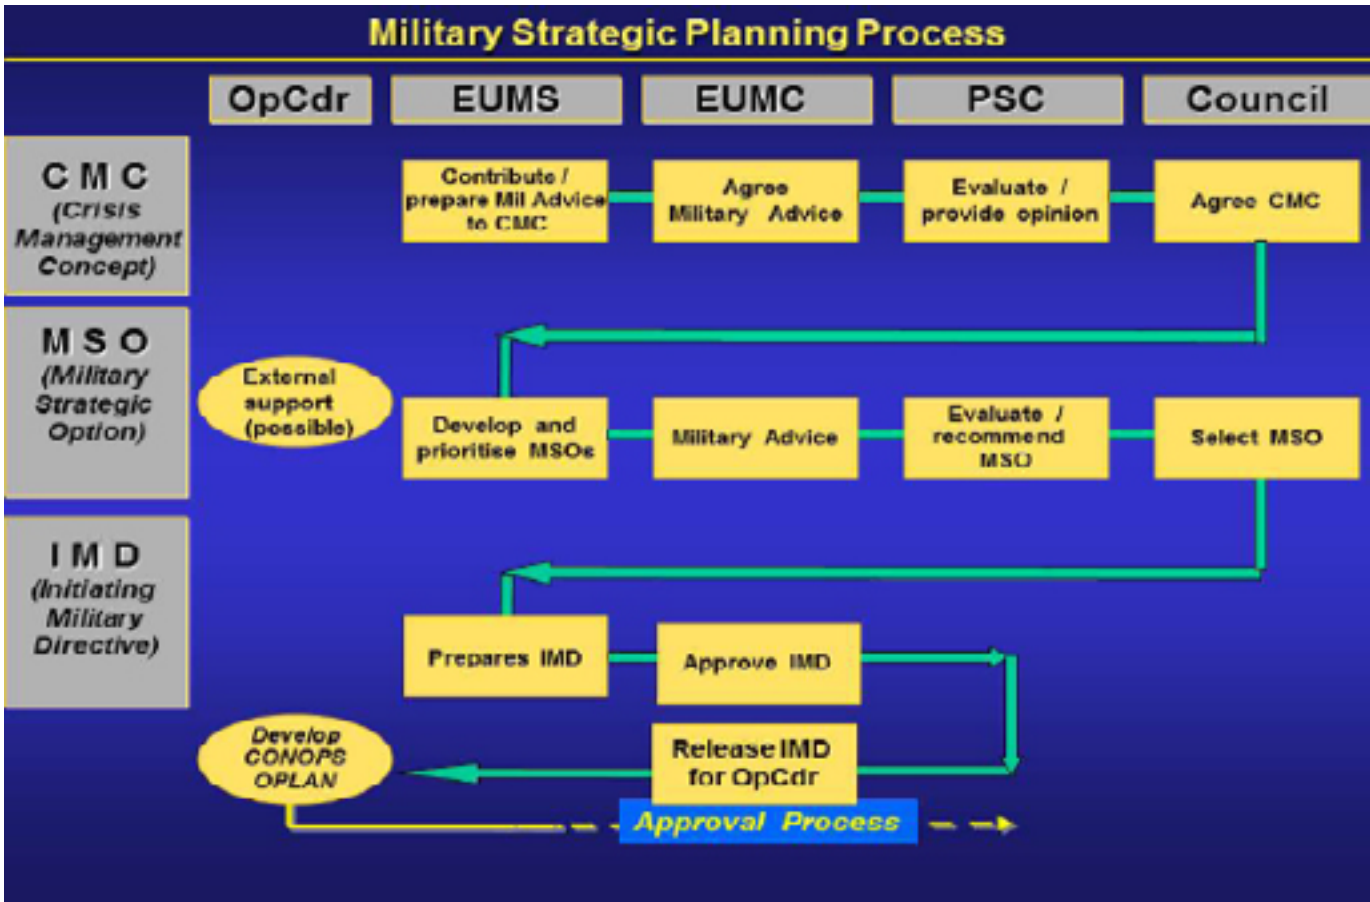 Military Strategic Planning Process
OpCdr
EUMS
EUMC
PSC
Council
C M C
(Crisis
Management
Concept)
Contribute /
prepare Mil Advice
to CMC
Agree
Military Advice
Evaluate /
provide opinion
Agree CMC
M S O
(Military
Strategic
Option)
External
support
(possible)
Develop and
prioritise MSOs
Military Advice
Evaluate /
recommend
MSO
Select MSO
I M D
(Initiating
Military
Directive)
Prepares IMD
Approve IMD
Develop
CONOPS
OPLAN
Release IMD
for OpCdr
Approval Process